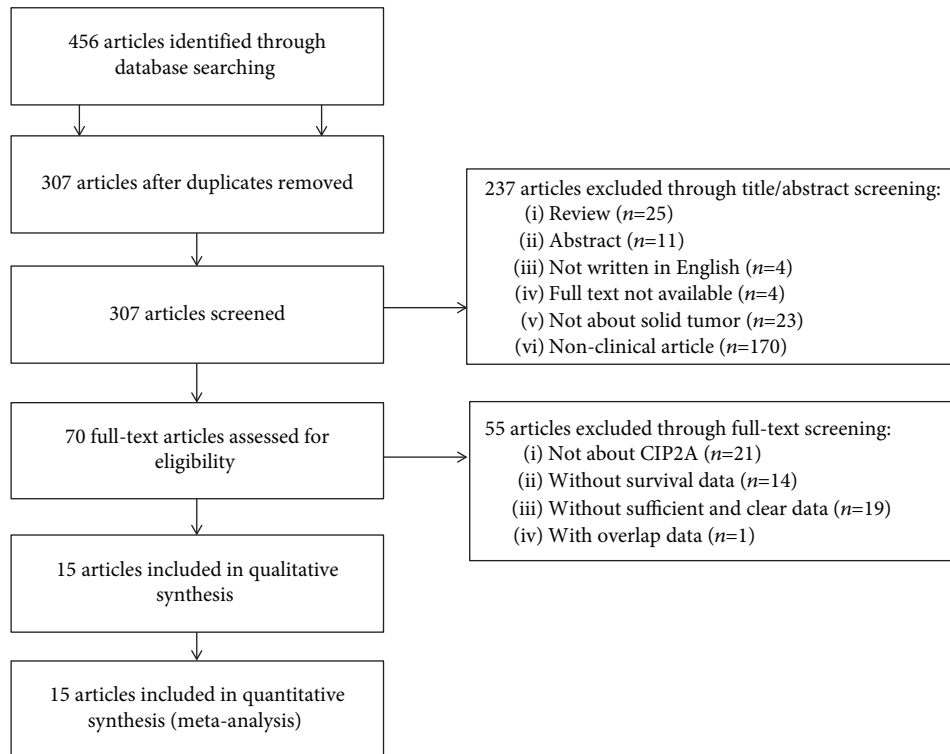 456 articles identified through
database searching
307 articles after duplicates removed
237 articles excluded through title/abstract screening:
(i) Review (n=25)
(ii) Abstract (n=11)
(iii) Not written in English (n=4)
(iv) Full text not available (n=4)
(v) Not about solid tumor (n=23)
(vi) Non-clinical article (n=170)
307 articles screened
70 full-text articles assessed for
eligibility
55 articles excluded through full-text screening:
(i) Not about CIP2A (n=21)
(ii) Without survival data (n=14)
(iii) Without sufficient and clear data (n=19)
(iv) With overlap data (n=1)
15 articles included in qualitative
synthesis
15 articles included in quantitative
synthesis (meta-analysis)